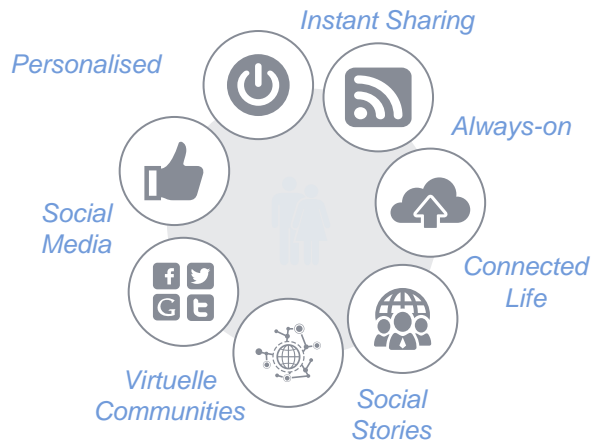 Instant Sharing
Personalised
Always-on
Social
Media
Connected
Life
Virtuelle
Communities
Social
Stories